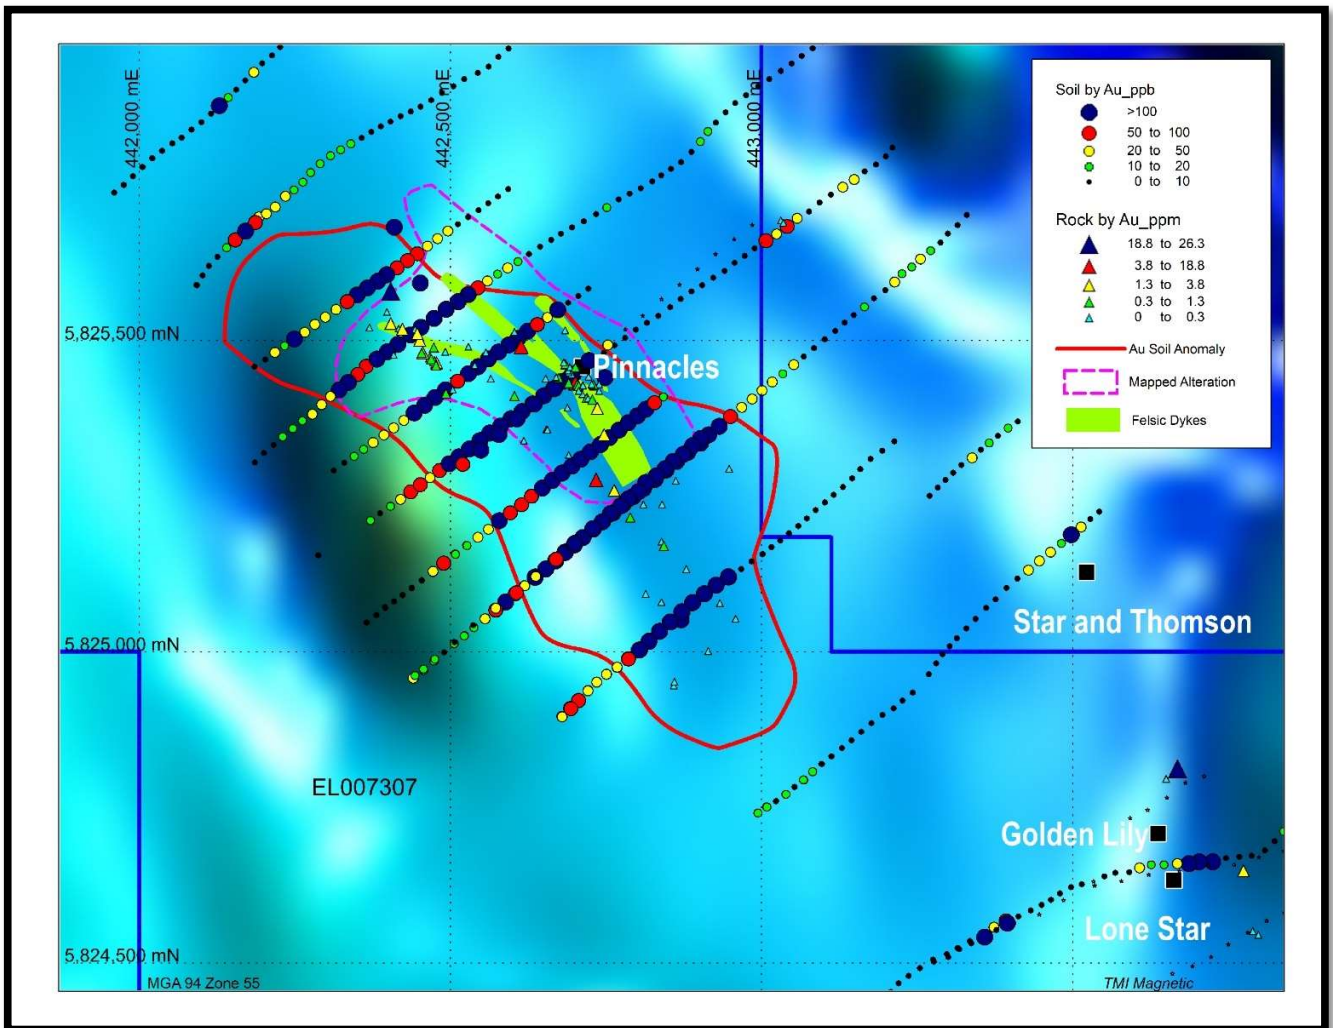 442,000 mE
442,500 mE
443,000 mE
Soil by Au_ppb
>100
50 to 100
20 to 50
10 to 20
0 to 10
Rock by Au_ppm
18.8 to 26.3
3.8 to 18.8
1.3 to 3.8
0.3 to 1.3
0 to 0.3
Au Soil Anomaly
Mapped Alteration
Felsic Dykes
5,825,500 mN
Pinnacles
Star and Thomson
5,825,000 mN
EL007307
Golden Lily
Lone Star
5,824,500 mN
MGA 94 Zone 55
TMI Magnetic